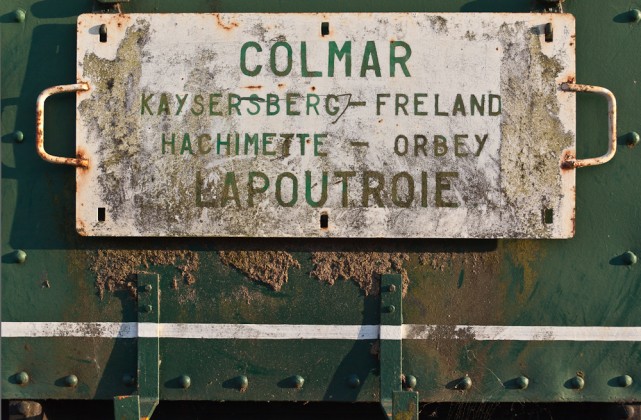 COLMAR
KAYSERSBERG - FRELAND
HACHIMETTE - ORBEY
LAPOUTROIE